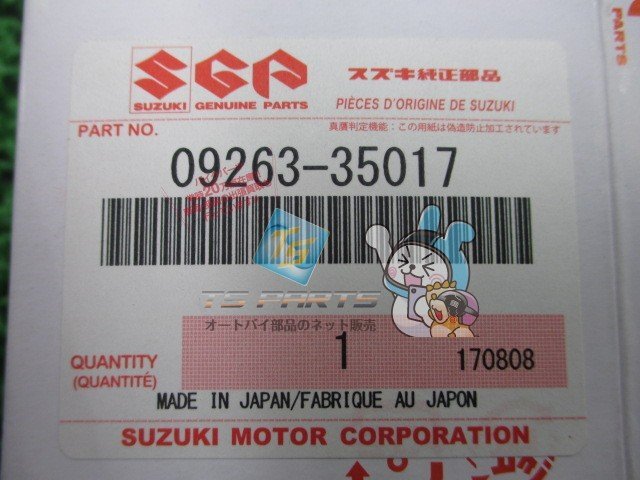 SGP
スズキ純正部品
SUZUKI GENUINE PARTS
PIÈCES D'ORIGINE DE SUZUKI
PART NO.
真贋判定機能：この用紙は偽造防止加工されています
09263-35017
TS PARTS
オートバイ部品のネット販売
QUANTITY
(QUANTITÉ)
1
170808
MADE IN JAPAN/FABRIQUE AU JAPON
SUZUKI MOTOR CORPORATION
PARTS